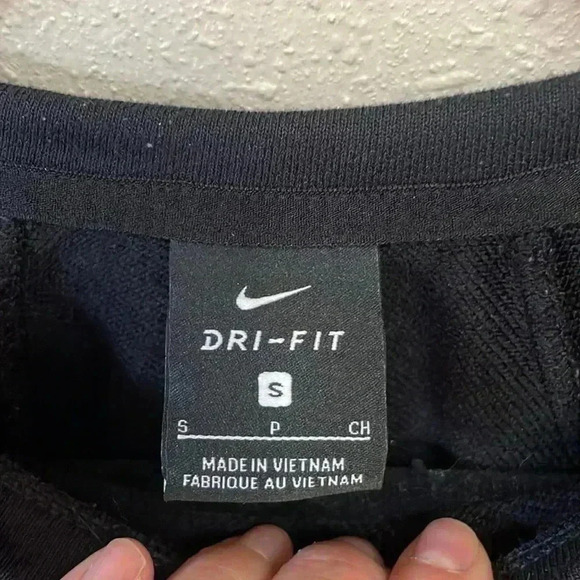 DRI-FIT
S
S P CH
MADE IN VIETNAM
FABRIQUE AU VIETNAM